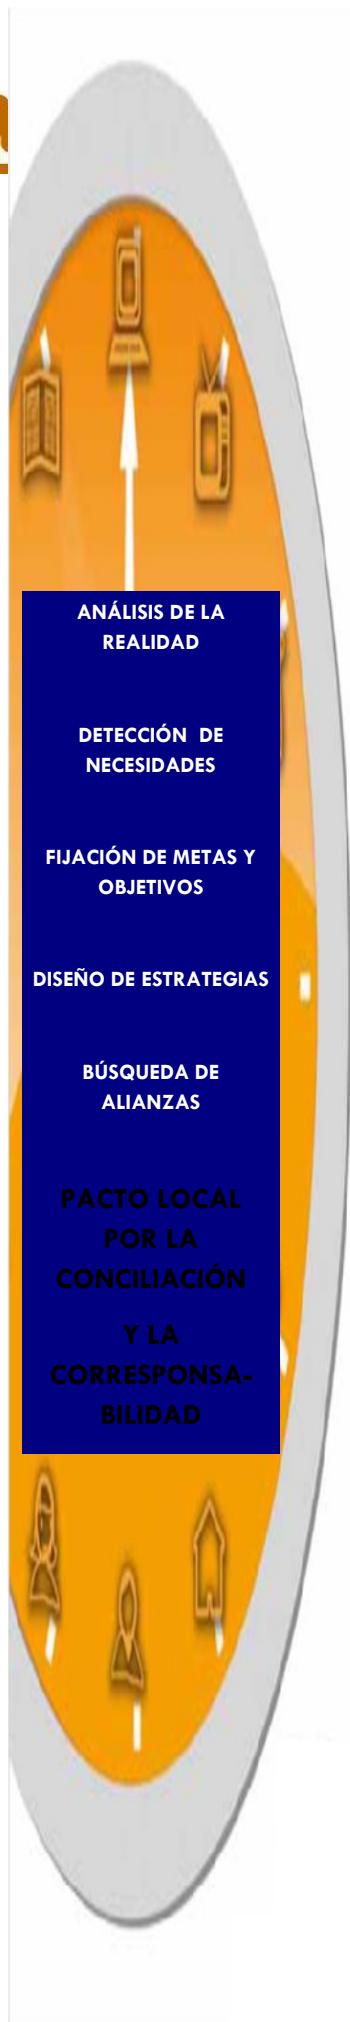 ANÁLISIS DE LA
REALIDAD
DETECCIÓN DE
NECESIDADES
FIJACIÓN DE METAS Y
OBJETIVOS
DISEÑO DE ESTRATEGIAS
BÚSQUEDA DE
ALIANZAS
PACTO LOCAL
POR LA
CONCILIACIÓN
Y LA
CORRESPONSA-
BILIDAD